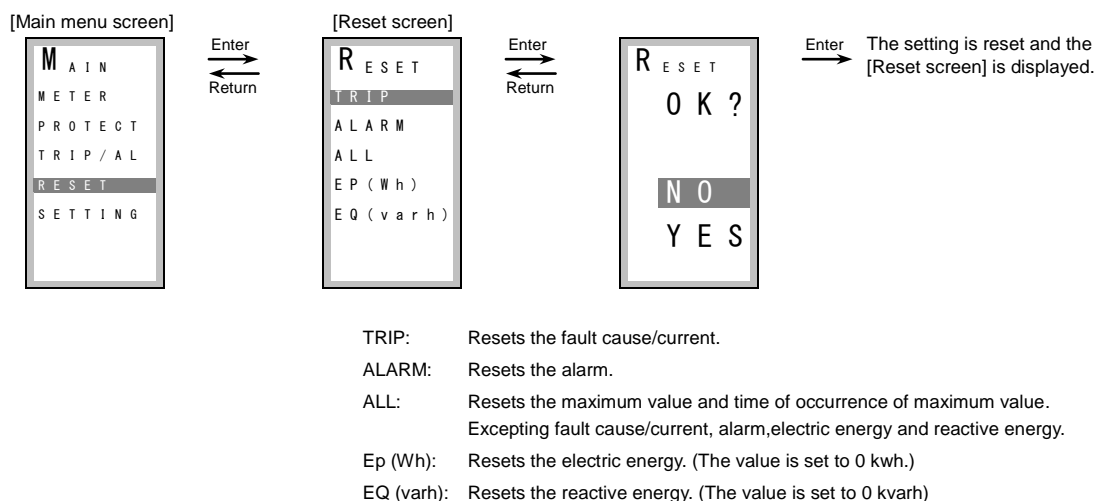 [Main menu screen]
[Reset screen]
MAIN
METER
PROTECT
TRIP/AL
RESET
SETTING
Enter
Return
RESET
TRIP
ALARM
ALL
EP(Wh)
EQ(varh)
Enter
Return
RESET
OK?
NO
YES
Enter
The setting is reset and the
[Reset screen] is displayed.
TRIP: Resets the fault cause/current.
ALARM: Resets the alarm.
ALL: Resets the maximum value and time of occurrence of maximum value.
Excepting fault cause/current, alarm,electric energy and reactive energy.
Ep (Wh): Resets the electric energy. (The value is set to 0 kwh.)
EQ (varh): Resets the reactive energy. (The value is set to 0 kvarh)